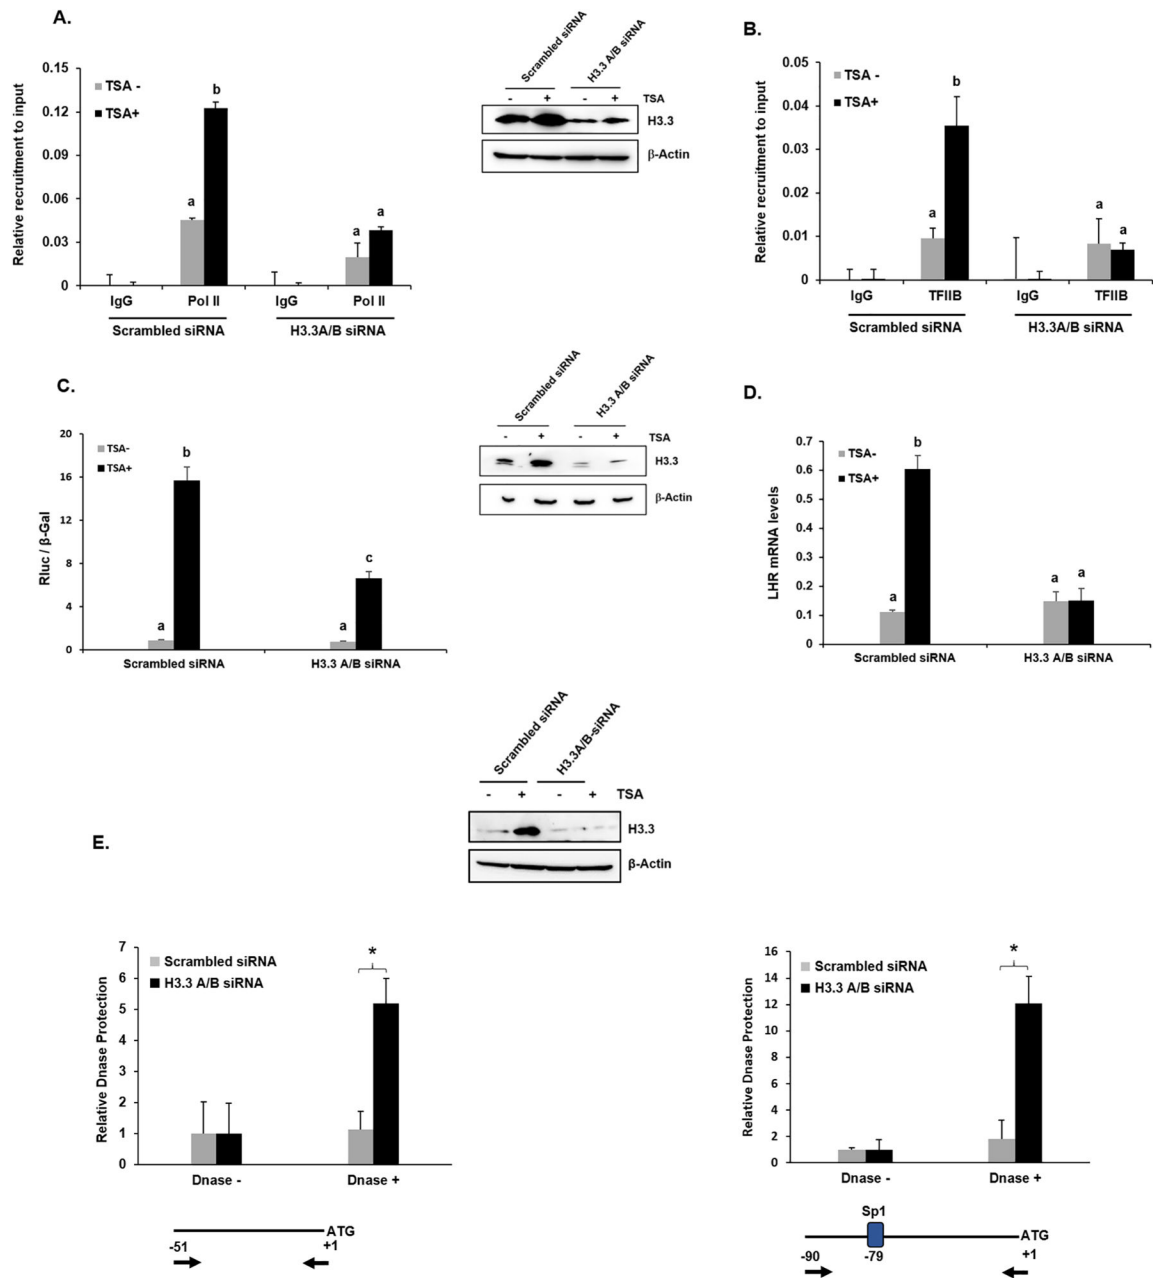 A.
Relative recruitment to input
0.15
0.12
0.09
0.06
0.03
0
TSA -
TSA+
a
b
a
a
IgG
Pol II
IgG
Pol II
Scrambled siRNA
H3.3A/B siRNA
Scrambled siRNA
H3.3 A/B siRNA
- + - + TSA
H3.3
β-Actin
B.
Relative recruitment to input
0.05
0.04
0.03
0.02
0.01
0
TSA -
TSA+
a
b
a
a
IgG
TFIIB
IgG
TFIIB
Scrambled siRNA
H3.3A/B siRNA
C.
Rluc / β-Gal
20
16
12
8
4
0
TSA-
TSA+
a
b
a
c
Scrambled siRNA
H3.3 A/B siRNA
Scrambled siRNA
H3.3 A/B siRNA
- + - + TSA
H3.3
β-Actin
D.
LHR mRNA levels
0.7
0.6
0.5
0.4
0.3
0.2
0.1
0
TSA-
TSA+
a
b
a
a
Scrambled siRNA
H3.3 A/B siRNA
Scrambled siRNA
H3.3A/B-siRNA
- + - + TSA
H3.3
β-Actin
E.
Relative Dnase Protection
7
6
5
4
3
2
1
0
Scrambled siRNA
H3.3 A/B siRNA
*
Dnase -
Dnase +
ATG
-51
+1
Relative Dnase Protection
16
14
12
10
8
6
4
2
0
Scrambled siRNA
H3.3 A/B siRNA
*
Dnase -
Dnase +
Sp1
ATG
-90
-79
+1